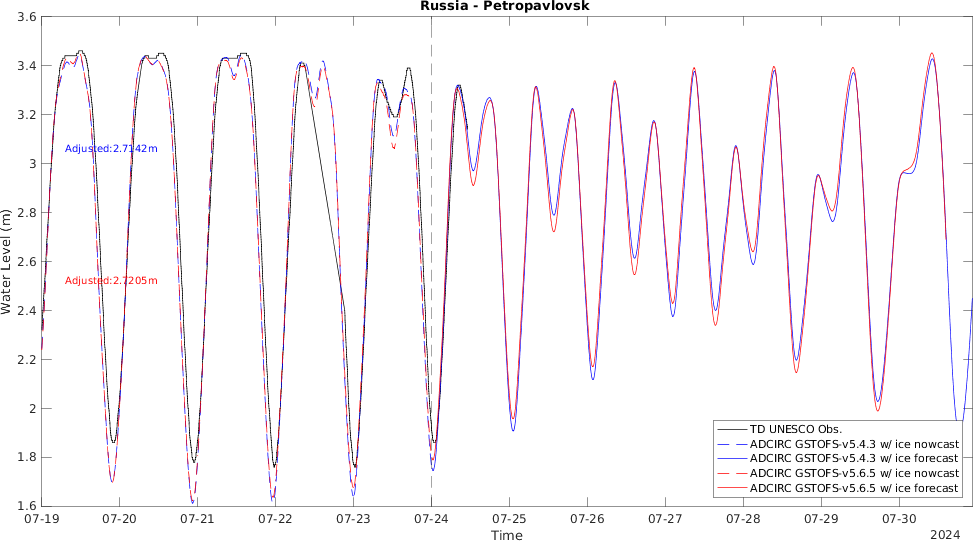 Russia - Petropavlovsk
3.6
3.4
3.2
3
2.8
2.6
2.4
2.2
2
1.8
1.6
Water Level (m)
Adjusted:2.7142m
Adjusted:2.7205m
TD UNESCO Obs.
ADCIRC GSTOFS-v5.4.3 w/ ice nowcast
ADCIRC GSTOFS-v5.4.3 w/ ice forecast
ADCIRC GSTOFS-v5.6.5 w/ ice nowcast
ADCIRC GSTOFS-v5.6.5 w/ ice forecast
07-19 07-20 07-21 07-22 07-23 07-24 07-25 07-26 07-27 07-28 07-29 07-30
Time
2024